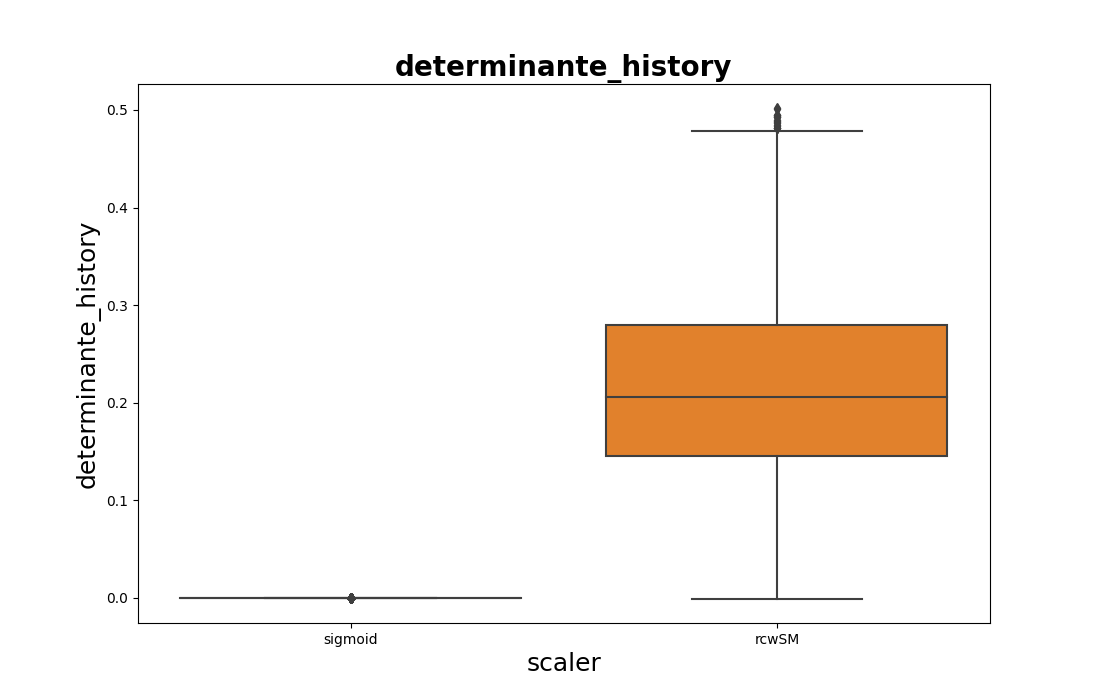 determinante_history
determinante_history
0.5
0.4
0.3
0.2
0.1
0.0
sigmoid
rcwSM
scaler